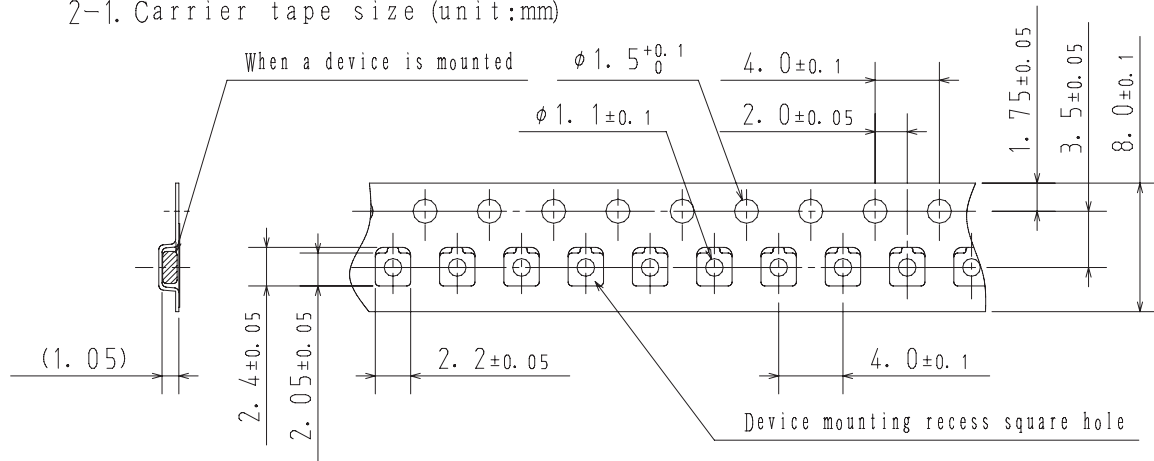 2-1. Carrier tape size (unit:mm)
When a device is mounted
φ1.5+0.1 0
4.0±0.1
φ1.1±0.1
2.0±0.05
1.75±0.05
3.5±0.05
8.0±0.1
(1.05)
2.4±0.05
2.05±0.05
2.2±0.05
4.0±0.1
Device mounting recess square hole